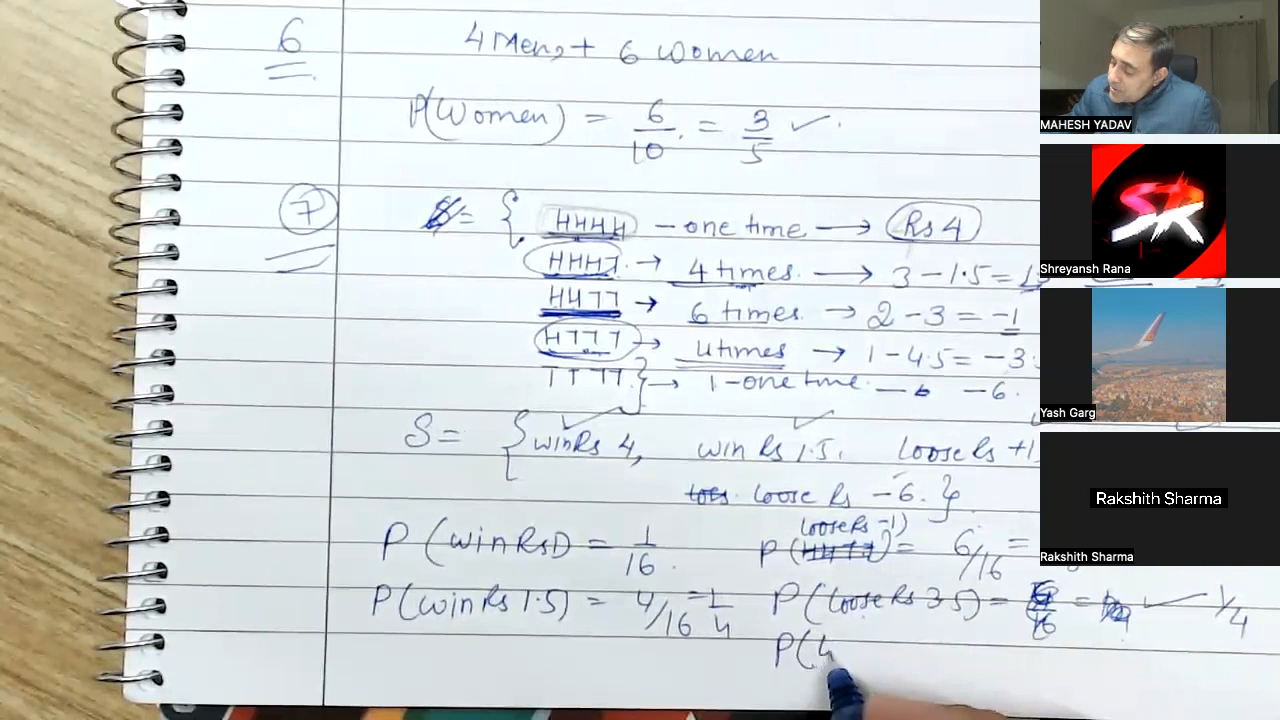 6 4 Men + 6 women
P(Women) = 6/10 = 3/5 ✓
7 S = { HHHH – one time → Rs 4
HHHT → 4 times → 3 – 1.5 =
HHTT → 6 times → 2 – 3 = –1
HTTT → 4 times → 1 – 4.5 = –3.
TTTT } → 1 – one time – –6.
S = { win Rs 4, win Rs 1.5, loose Rs +1
loose Rs –6. }
loose Rs –1)
P(win Rs ) = 1/16 P( = 6/16 =
P(win Rs 1.5) = 4/16 = 1/4 P(loose Rs 3.5) = ✓ 1/4
P(
MAHESH YADAV
SR
Shreyansh Rana
Yash Garg
Rakshith Sharma
Rakshith Sharma